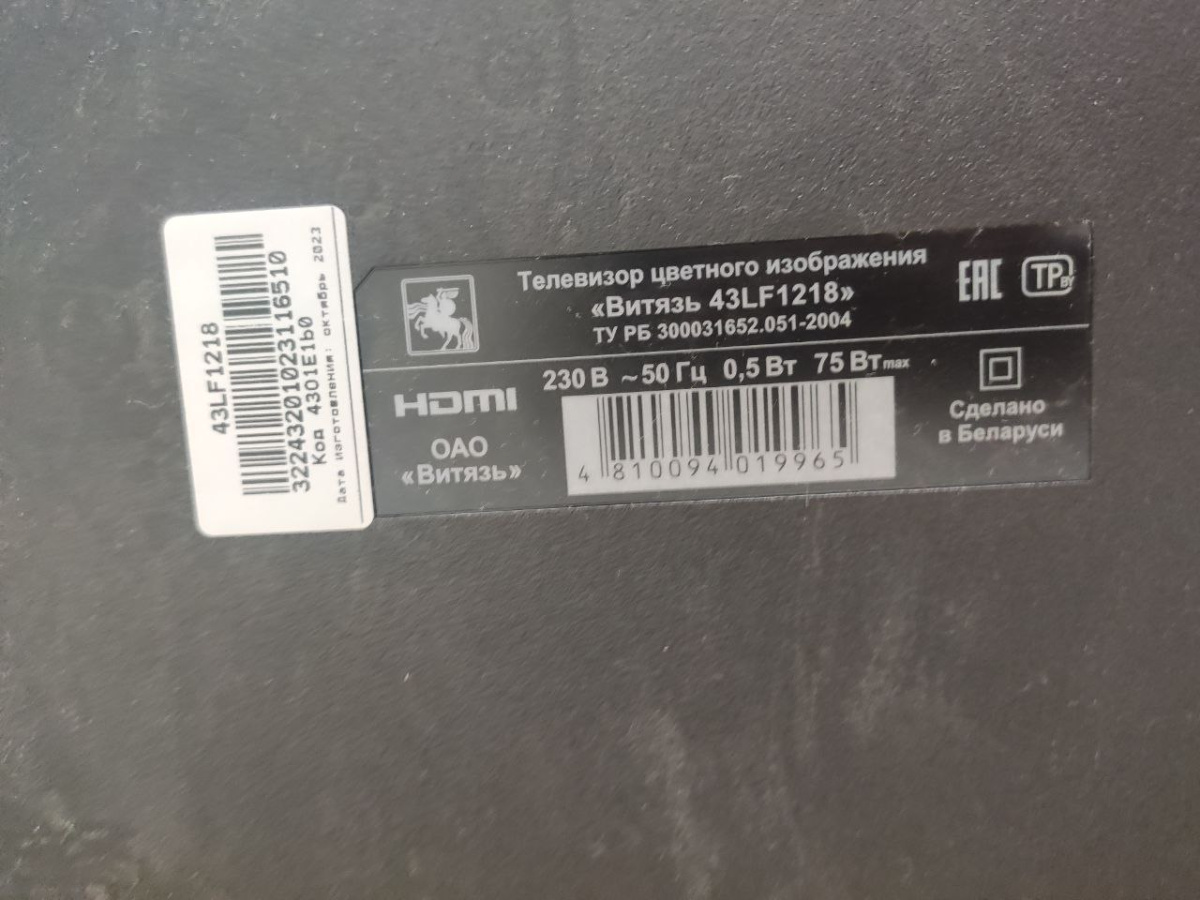 43LF1218
32243201023116510
Код 4301E1b0
Дата изготовления: октябрь 2023
Телевизор цветного изображения
«Витязь 43LF1218»
ТУ РБ 300031652.051-2004
EAC
TP BY
230 В ~50 Гц 0,5 Вт 75 Вт max
HDMI
ОАО
«Витязь»
4 810094 019965
Сделано
в Беларуси